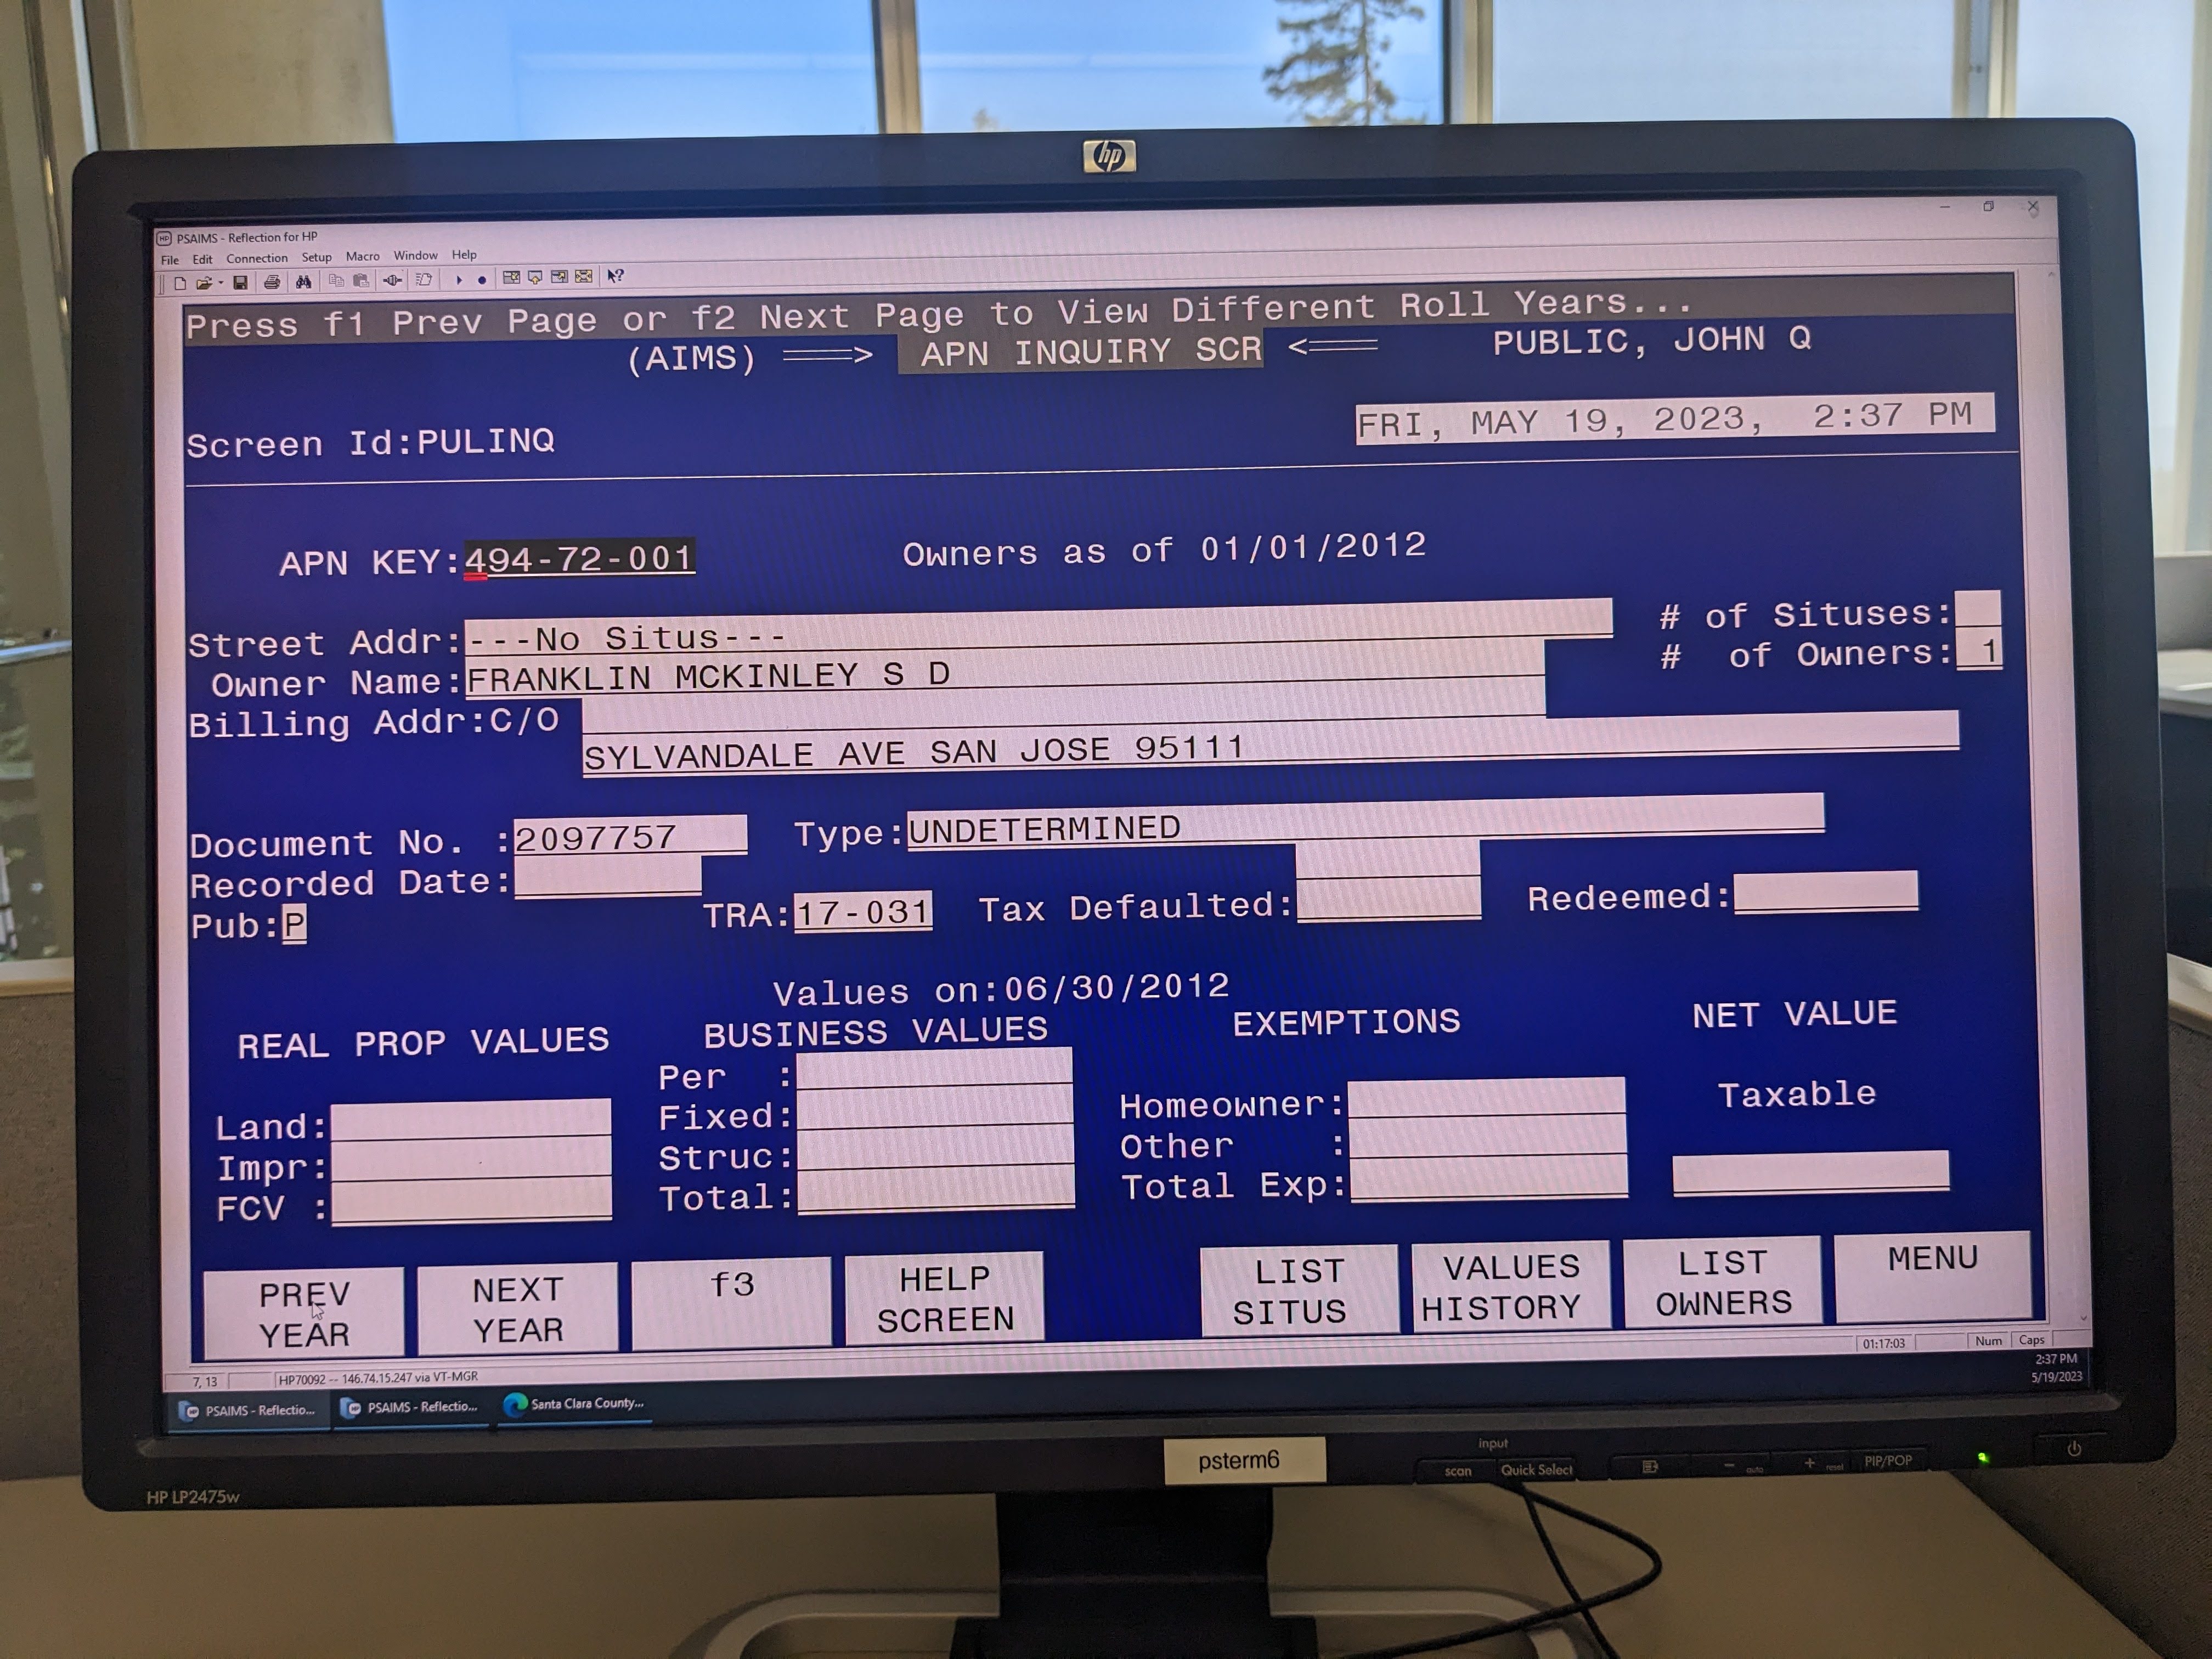 hp
PSAIMS - Reflection for HP
File Edit Connection Setup Macro Window Help
Press f1 Prev Page or f2 Next Page to View Different Roll Years...
(AIMS) ===> APN INQUIRY SCR <=== PUBLIC, JOHN Q
Screen Id:PULINQ FRI, MAY 19, 2023, 2:37 PM
APN KEY:494-72-001 Owners as of 01/01/2012
Street Addr:---No Situs--- # of Situses:
Owner Name:FRANKLIN MCKINLEY S D # of Owners: 1
Billing Addr:C/O
SYLVANDALE AVE SAN JOSE 95111
Document No. :2097757 Type:UNDETERMINED
Recorded Date:
Pub:P TRA:17-031 Tax Defaulted: Redeemed:
Values on:06/30/2012
REAL PROP VALUES BUSINESS VALUES EXEMPTIONS NET VALUE
Per :
Land: Fixed: Homeowner: Taxable
Impr: Struc: Other :
FCV : Total: Total Exp:
PREV YEAR NEXT YEAR f3 HELP SCREEN LIST SITUS VALUES HISTORY LIST OWNERS MENU
7, 13 HP70092 -- 146.74.15.247 via VT-MGR 01:17:03 Num Caps
PSAIMS - Reflectio... PSAIMS - Reflectio... Santa Clara County... 2:37 PM
5/19/2023
HP LP2475w
psterm6
input
scan Quick Select - auto + reset PIP/POP